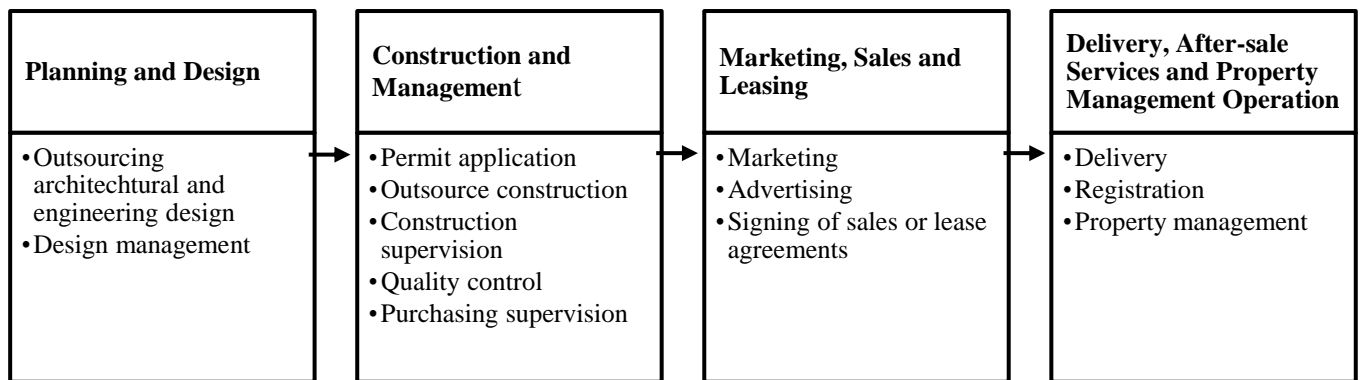 Planning and Design
•Outsourcing
architechtural and
engineering design
•Design management
Construction and
Management
•Permit application
•Outsource construction
•Construction
supervision
•Quality control
•Purchasing supervision
Marketing, Sales and
Leasing
•Marketing
•Advertising
•Signing of sales or lease
agreements
Delivery, After-sale
Services and Property
Management Operation
•Delivery
•Registration
•Property management